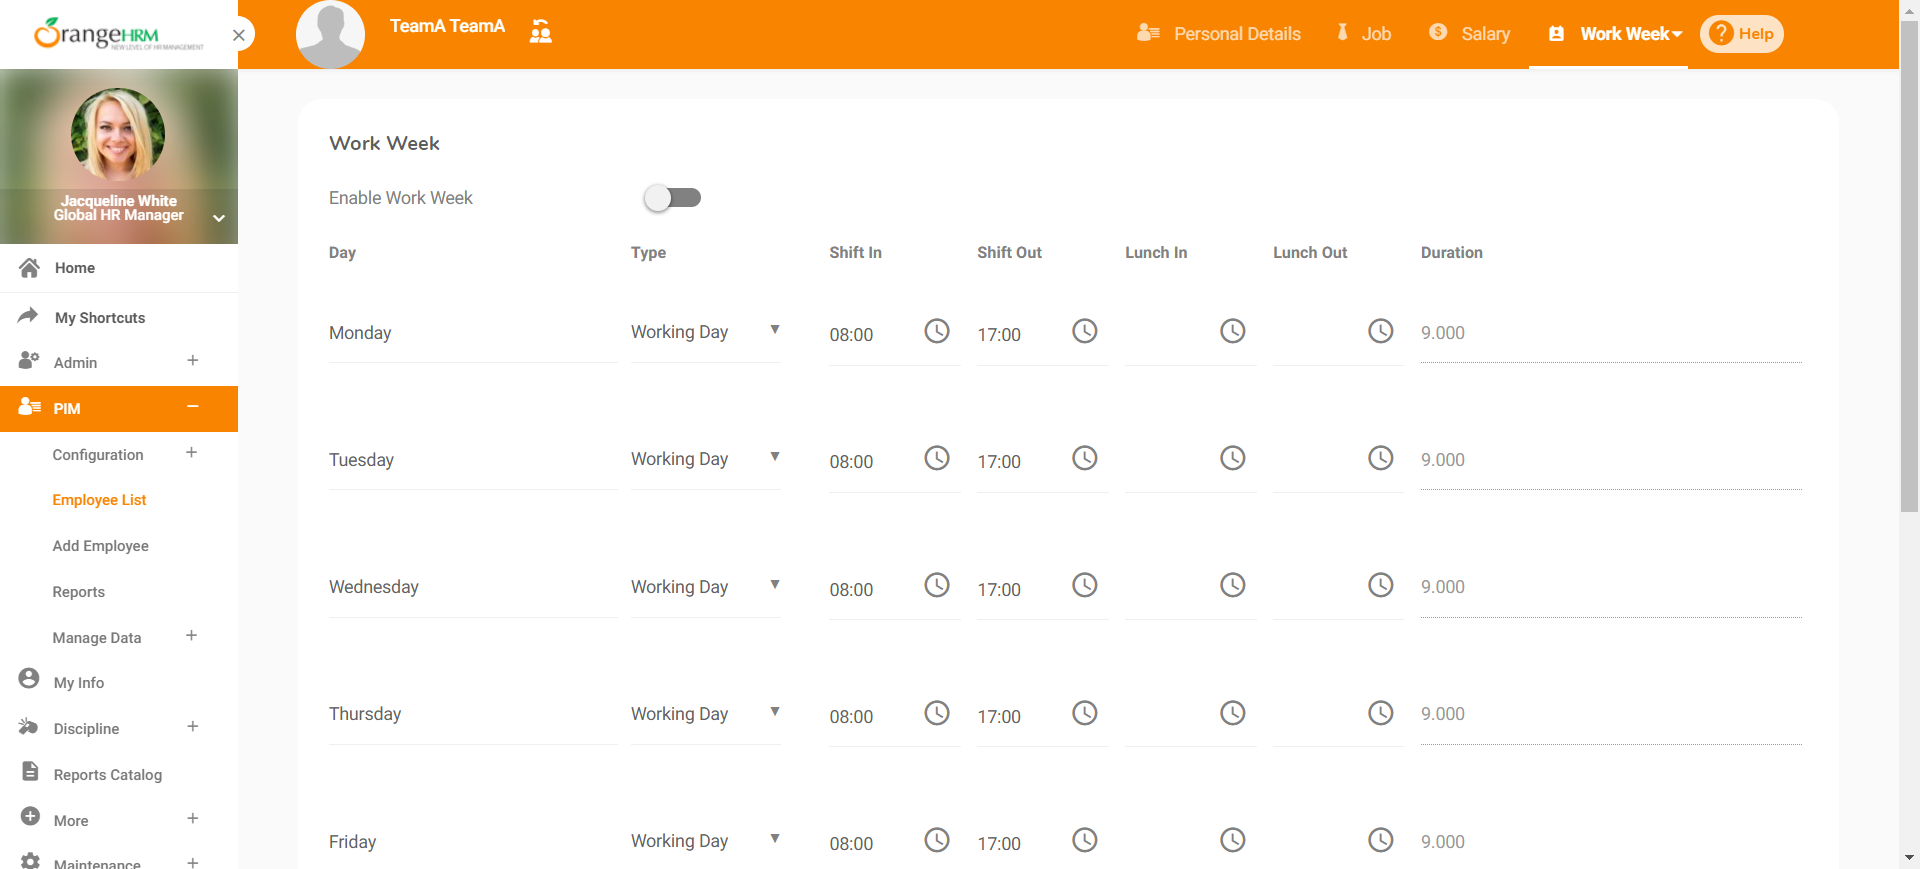 OrangeHRM
NEW LEVEL OF HR MANAGEMENT
TeamA TeamA
Personal Details
Job
Salary
Work Week
? Help
Jacqueline White
Global HR Manager
Home
My Shortcuts
Admin
PIM
Configuration
Employee List
Add Employee
Reports
Manage Data
My Info
Discipline
Reports Catalog
More
Maintenance
Work Week
Enable Work Week
Day Type Shift In Shift Out Lunch In Lunch Out Duration
Monday Working Day 08:00 17:00 9.000
Tuesday Working Day 08:00 17:00 9.000
Wednesday Working Day 08:00 17:00 9.000
Thursday Working Day 08:00 17:00 9.000
Friday Working Day 08:00 17:00 9.000